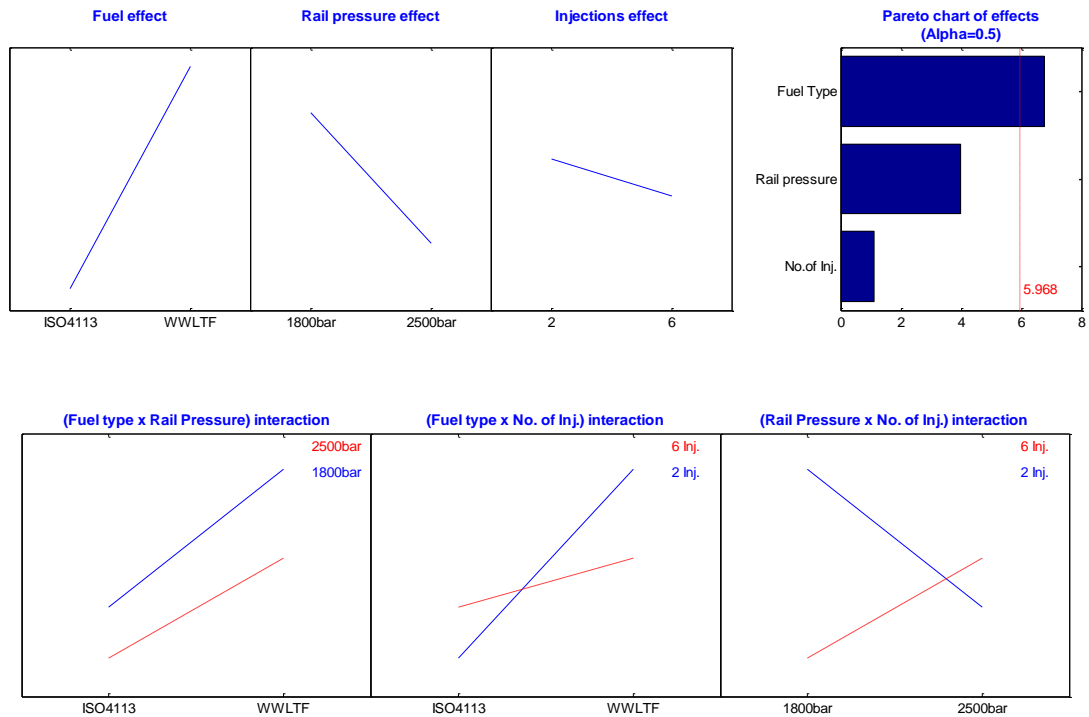 Fuel effect
Rail pressure effect
Injections effect
Pareto chart of effects
(Alpha=0.5)
Fuel Type
Rail pressure
No.of Inj.
5.968
ISO4113
WWLTF
1800bar
2500bar
2
6
0
2
4
6
8
(Fuel type x Rail Pressure) interaction
(Fuel type x No. of Inj.) interaction
(Rail Pressure x No. of Inj.) interaction
2500bar
1800bar
6 Inj.
2 Inj.
6 Inj.
2 Inj.
ISO4113
WWLTF
ISO4113
WWLTF
1800bar
2500bar